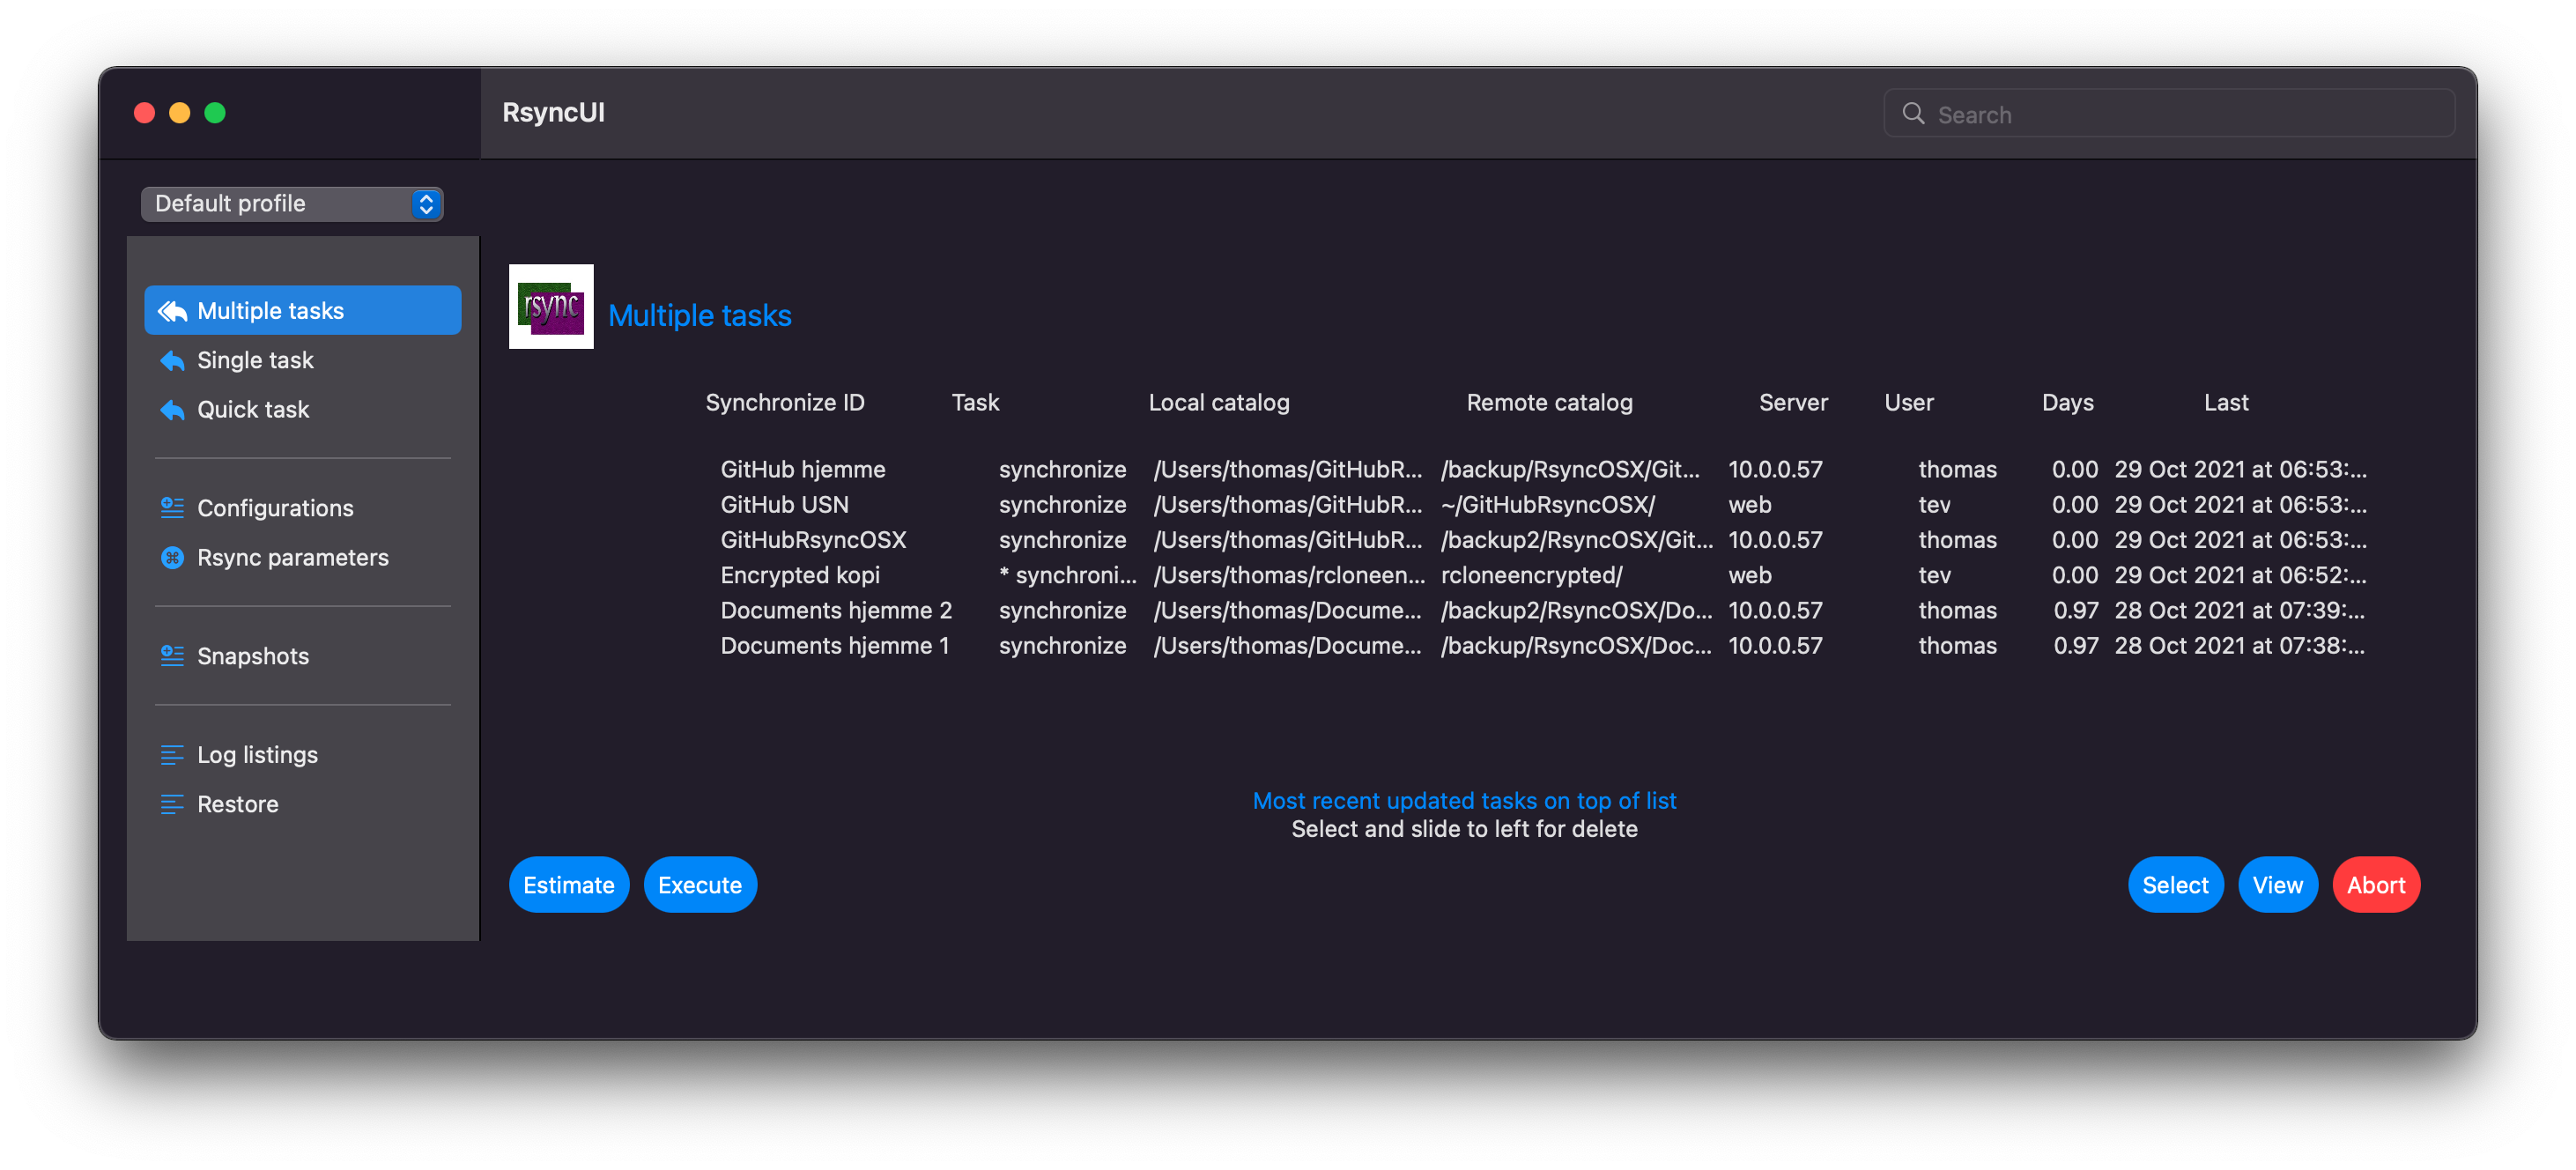 RsyncUI
Search
Default profile
Multiple tasks
Single task
Quick task
Configurations
Rsync parameters
Snapshots
Log listings
Restore
rsync
Multiple tasks
Synchronize ID Task Local catalog Remote catalog Server User Days Last
GitHub hjemme synchronize /Users/thomas/GitHubR... /backup/RsyncOSX/Git... 10.0.0.57 thomas 0.00 29 Oct 2021 at 06:53:...
GitHub USN synchronize /Users/thomas/GitHubR... ~/GitHubRsyncOSX/ web tev 0.00 29 Oct 2021 at 06:53:...
GitHubRsyncOSX synchronize /Users/thomas/GitHubR... /backup2/RsyncOSX/Git... 10.0.0.57 thomas 0.00 29 Oct 2021 at 06:53:...
Encrypted kopi * synchroni... /Users/thomas/rcloneen... rcloneencrypted/ web tev 0.00 29 Oct 2021 at 06:52:...
Documents hjemme 2 synchronize /Users/thomas/Docume... /backup2/RsyncOSX/Do... 10.0.0.57 thomas 0.97 28 Oct 2021 at 07:39:...
Documents hjemme 1 synchronize /Users/thomas/Docume... /backup/RsyncOSX/Doc... 10.0.0.57 thomas 0.97 28 Oct 2021 at 07:38:...
Most recent updated tasks on top of list
Select and slide to left for delete
Estimate Execute Select View Abort